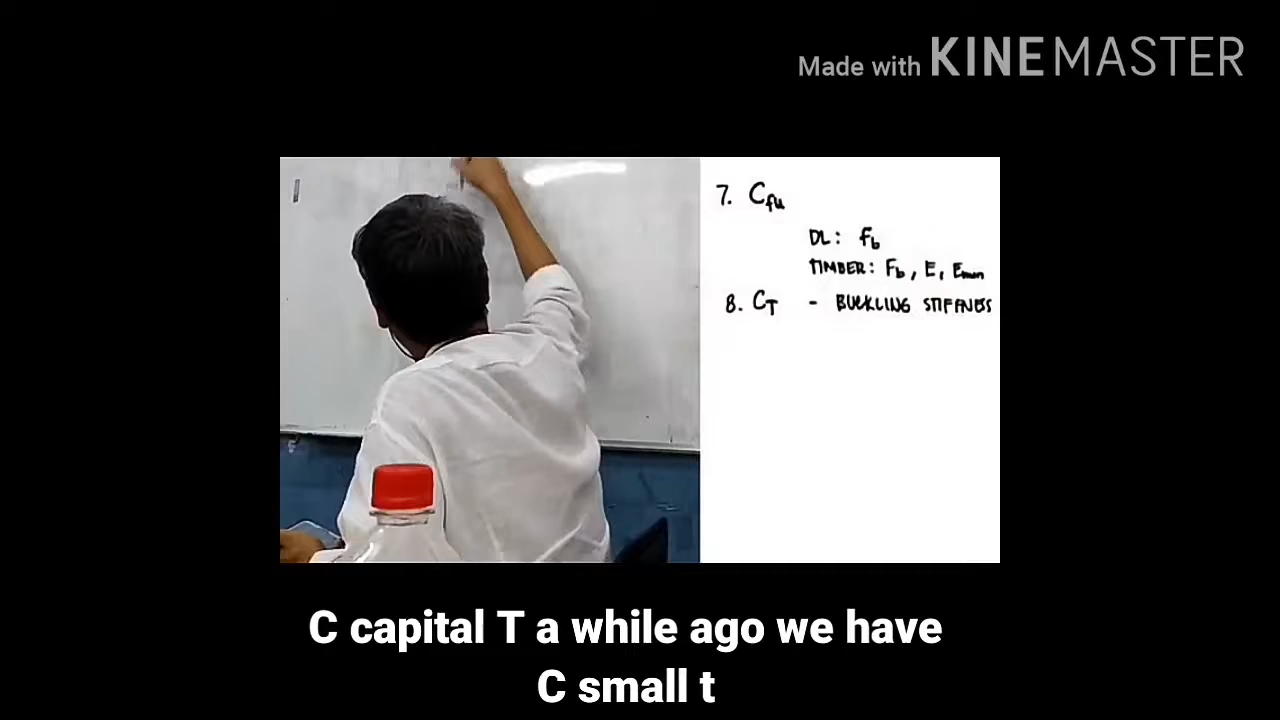 Made with KINEMASTER
7. Cfu
DL: Fb
TIMBER: Fb, E, Emin
8. CT - BUCKLING STIFFNESS
C capital T a while ago we have
C small t